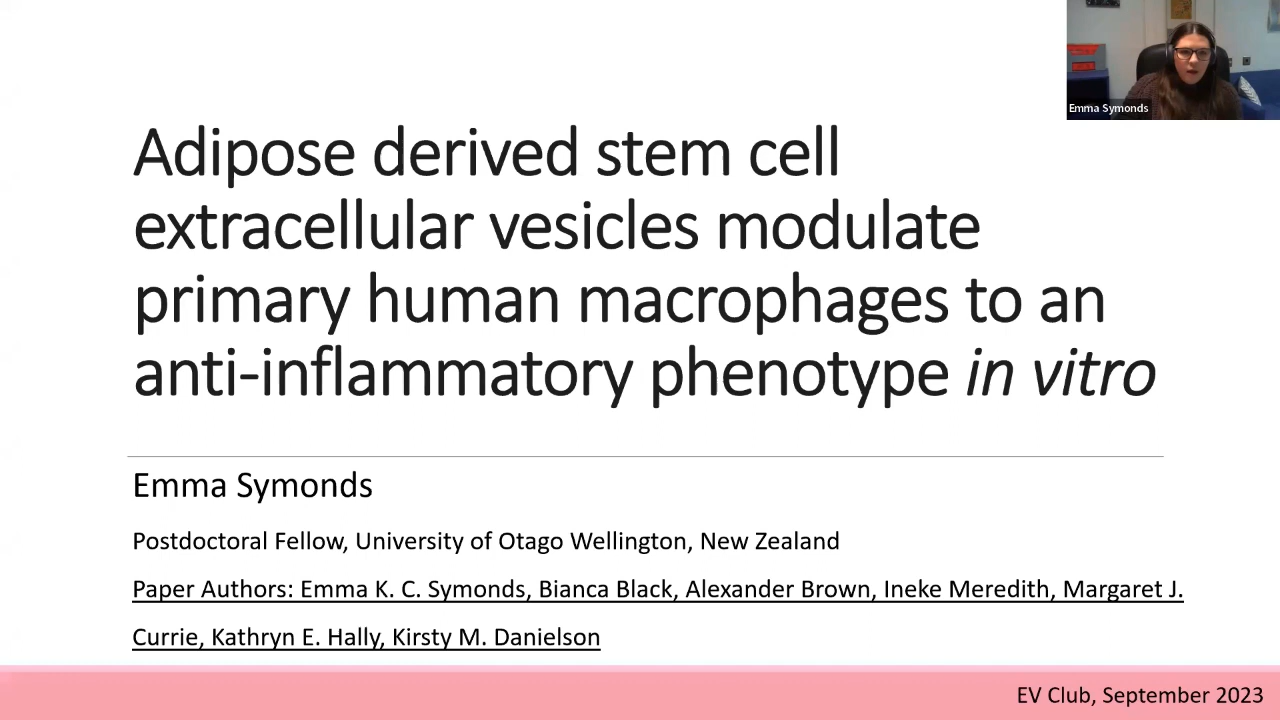 Emma Symonds
Adipose derived stem cell
extracellular vesicles modulate
primary human macrophages to an
anti-inflammatory phenotype in vitro
Emma Symonds
Postdoctoral Fellow, University of Otago Wellington, New Zealand
Paper Authors: Emma K. C. Symonds, Bianca Black, Alexander Brown, Ineke Meredith, Margaret J.
Currie, Kathryn E. Hally, Kirsty M. Danielson
EV Club, September 2023